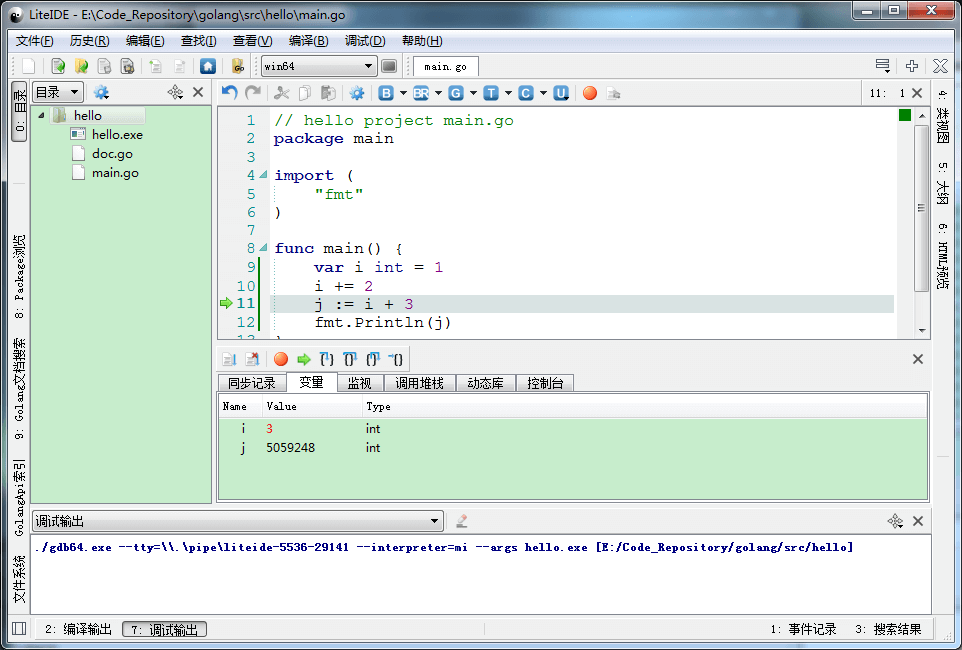 LiteIDE - E:\Code_Repository\golang\src\hello\main.go
文件(F) 历史(R) 编辑(E) 查找(I) 查看(V) 编译(B) 调试(D) 帮助(H)
win64
main.go
0: 目录
8: Package浏览
9: Golang文档搜索
GolangApi索引
文件系统
目录
hello
hello.exe
doc.go
main.go
B BR G T C U
11: 1
1 // hello project main.go
2 package main
3
4 import (
5 "fmt"
6 )
7
8 func main() {
9 var i int = 1
10 i += 2
11 j := i + 3
12 fmt.Println(j)
13 }
4: 类视图
5: 大纲
6: HTML预览
同步记录 变量 监视 调用堆栈 动态库 控制台
Name Value Type
i 3 int
j 5059248 int
调试输出
./gdb64.exe --tty=\\.\pipe\liteide-5536-29141 --interpreter=mi --args hello.exe [E:/Code_Repository/golang/src/hello]
2: 编译输出 7: 调试输出 1: 事件记录 3: 搜索结果